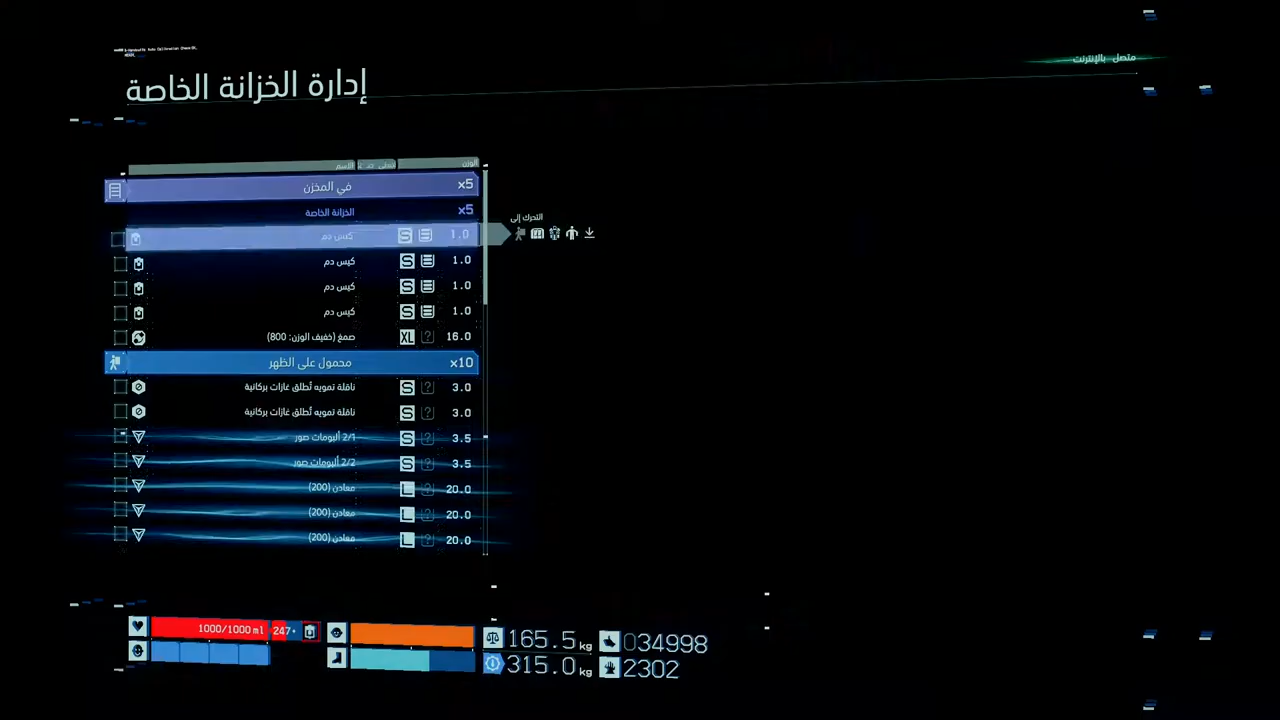 متصل بالإنترنت
إدارة الخزانة الخاصة
الاسم الوزن
في المخزن x5
الخزانة الخاصة x5
كيس دم S 1.0
التحرك إلى
كيس دم S 1.0
كيس دم S 1.0
كيس دم S 1.0
صمغ (خفيف الوزن: 800) XL ? 16.0
محمول على الظهر x10
ناقلة تمويه تُطلق غازات بركانية S ? 3.0
ناقلة تمويه تُطلق غازات بركانية S ? 3.0
2/1 ألبومات صور S ? 3.5
2/2 ألبومات صور S ? 3.5
معادن (200) L ? 20.0
معادن (200) L ? 20.0
معادن (200) L ? 20.0
1000/1000 ml 247+
165.5 kg 034998
315.0 kg 2302